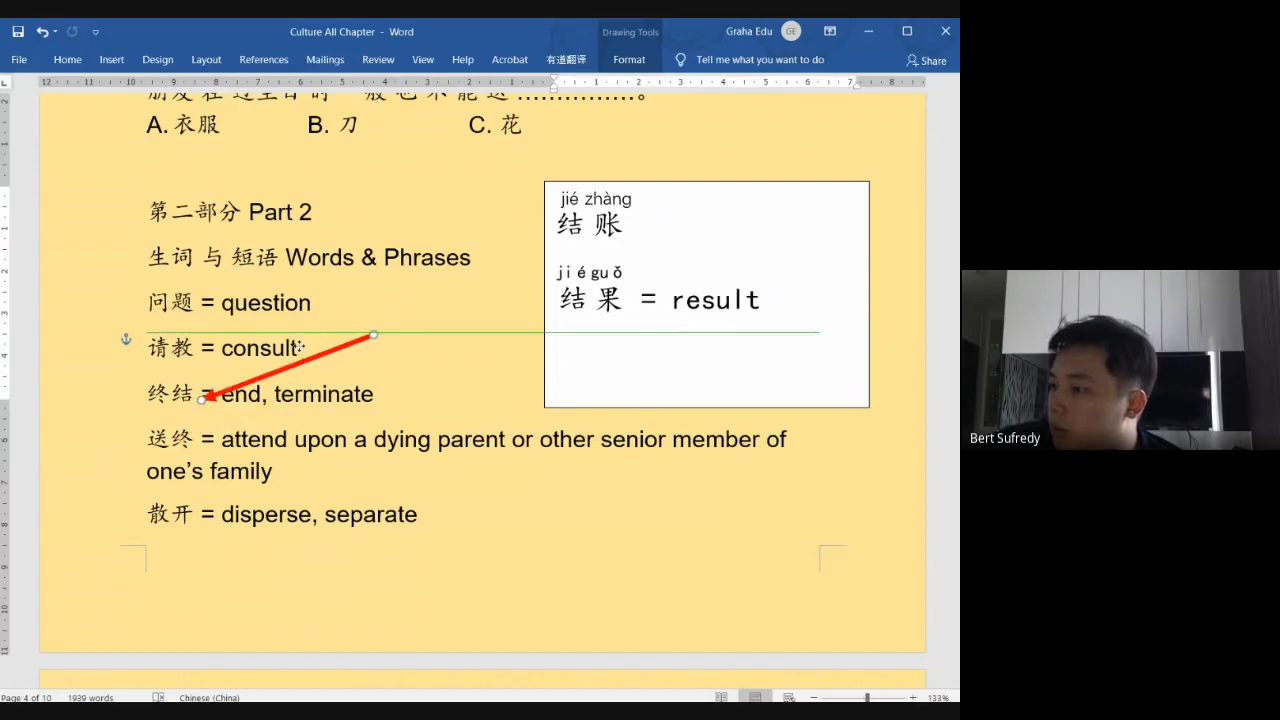 Culture All Chapter - Word
Drawing Tools
Graha Edu
GE
File
Home
Insert
Design
Layout
References
Mailings
Review
View
Help
Acrobat
有道翻译
Format
Tell me what you want to do
Share
A. 衣服 B. 刀 C. 花
第二部分 Part 2
生词 与 短语 Words & Phrases
问题 = question
请教 = consult
终结 = end, terminate
送终 = attend upon a dying parent or other senior member of
one's family
散开 = disperse, separate
jié zhàng
结 账
jié guǒ
结 果 = result
Bert Sufredy
Page 4 of 10
1939 words
Chinese (China)
133%